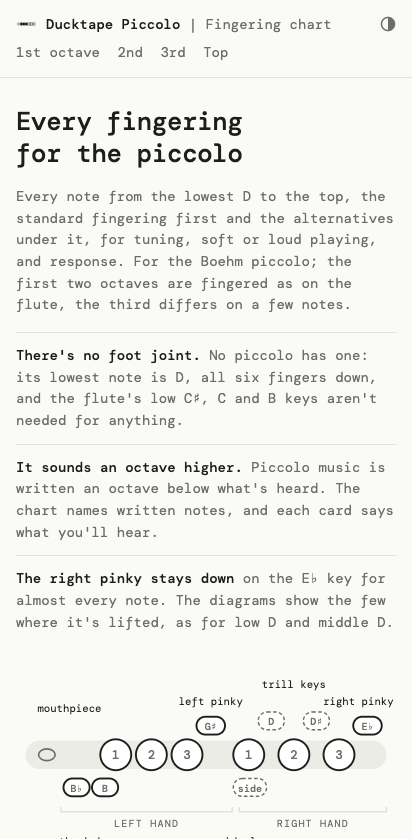 Ducktape Piccolo | Fingering chart
1st octave 2nd 3rd Top
Every fingering
for the piccolo
Every note from the lowest D to the top, the
standard fingering first and the alternatives
under it, for tuning, soft or loud playing,
and response. For the Boehm piccolo; the
first two octaves are fingered as on the
flute, the third differs on a few notes.
There's no foot joint. No piccolo has one:
its lowest note is D, all six fingers down,
and the flute's low C♯, C and B keys aren't
needed for anything.
It sounds an octave higher. Piccolo music is
written an octave below what's heard. The
chart names written notes, and each card says
what you'll hear.
The right pinky stays down on the E♭ key for
almost every note. The diagrams show the few
where it's lifted, as for low D and middle D.
trill keys
left pinky right pinky
mouthpiece
G♯ D D♯ E♭
1 2 3 1 2 3
B♭ B side
LEFT HAND RIGHT HAND